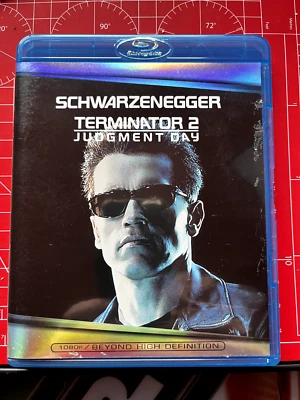 Blu-ray Disc
SCHWARZENEGGER
TERMINATOR 2
JUDGMENT DAY
1080P / BEYOND HIGH DEFINITION